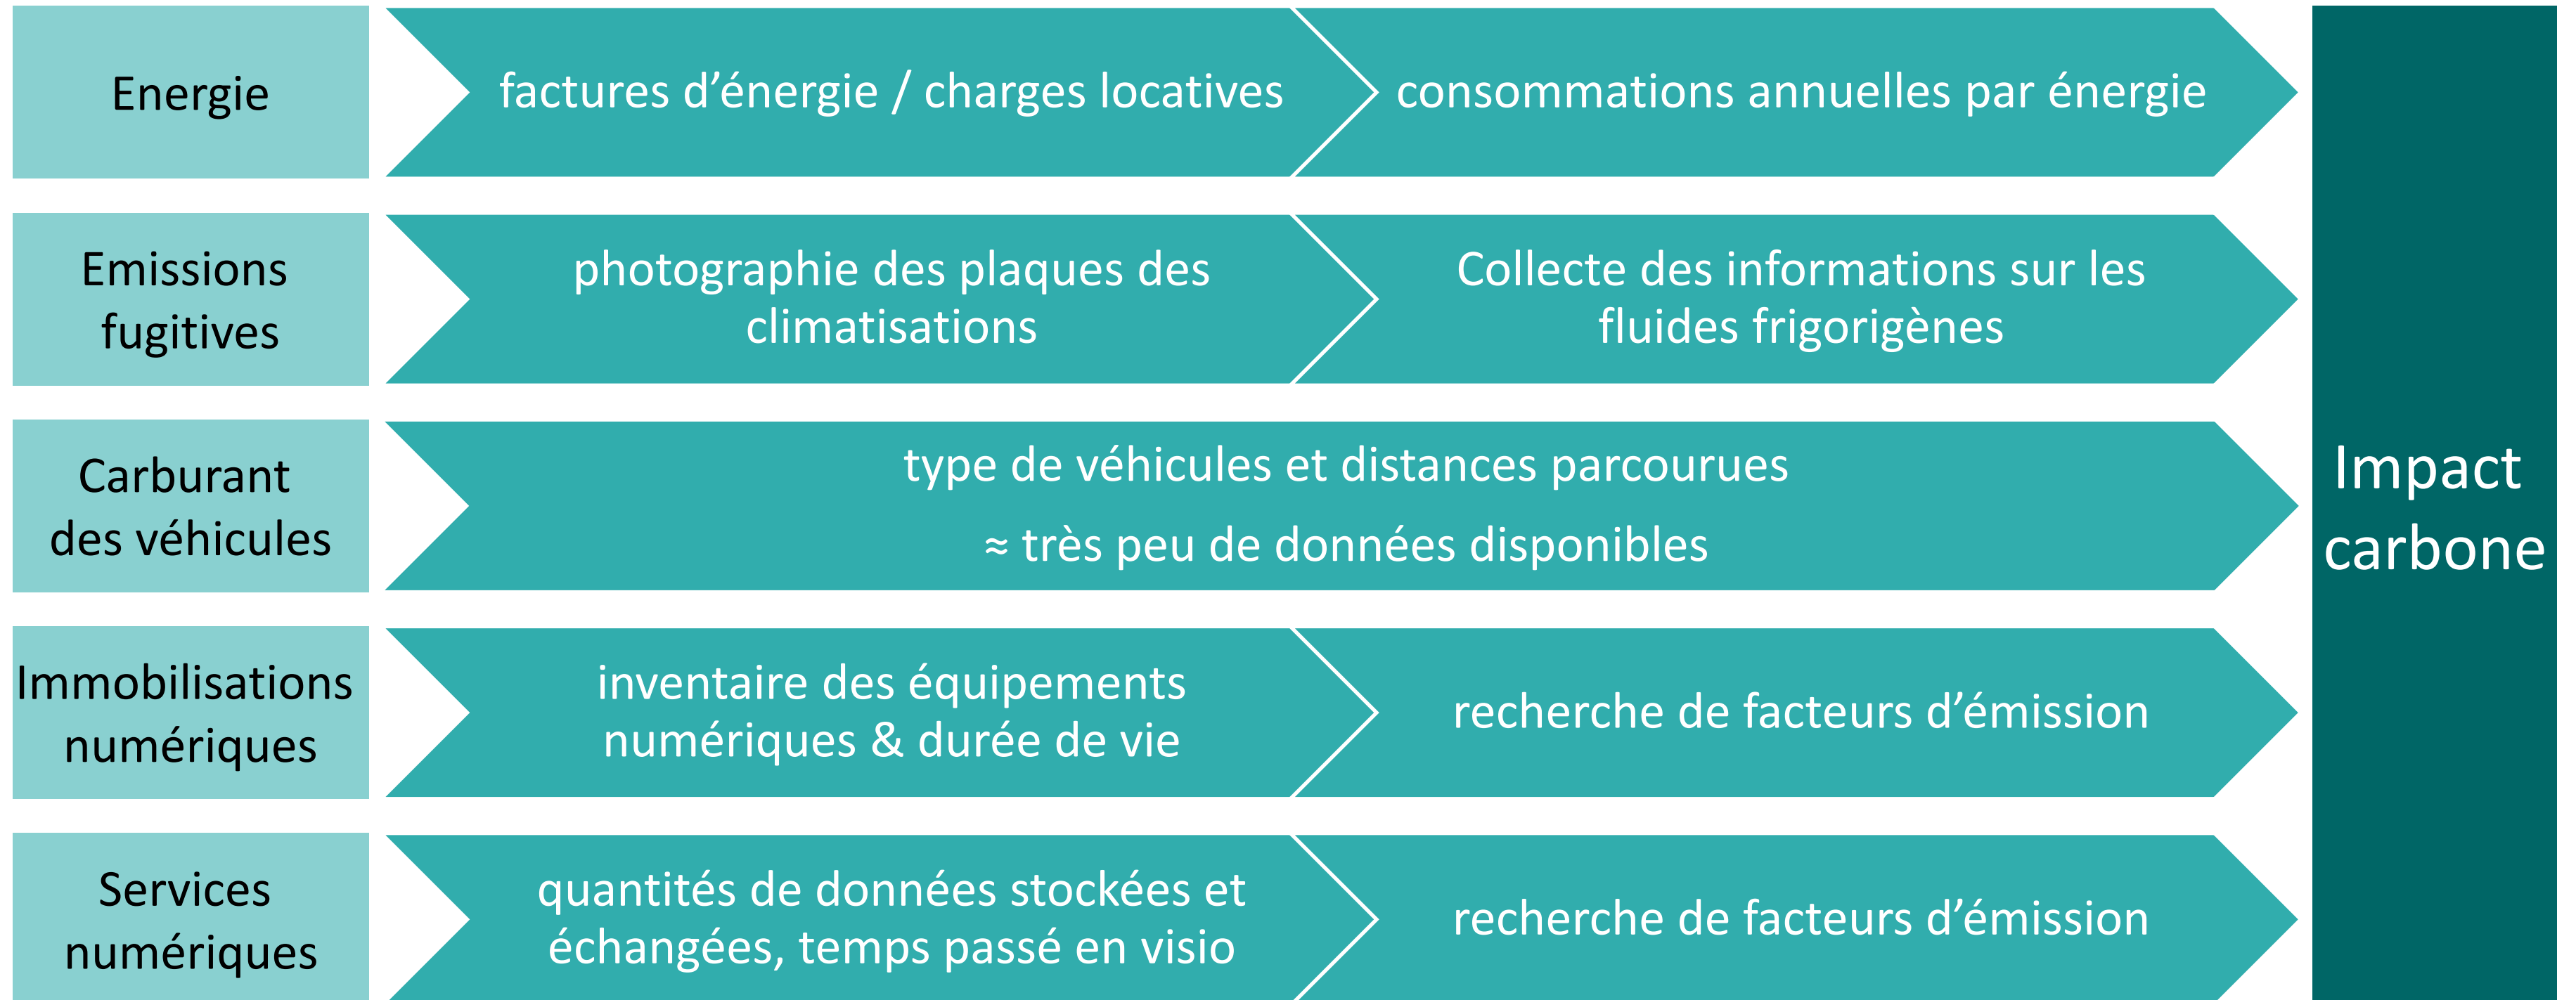 Energie
factures d’énergie / charges locatives
consommations annuelles par énergie
Emissions
fugitives
photographie des plaques des
climatisations
Collecte des informations sur les
fluides frigorigènes
Carburant
des véhicules
type de véhicules et distances parcourues
≈ très peu de données disponibles
Immobilisations
numériques
inventaire des équipements
numériques & durée de vie
recherche de facteurs d’émission
Services
numériques
quantités de données stockées et
échangées, temps passé en visio
recherche de facteurs d’émission
Impact
carbone